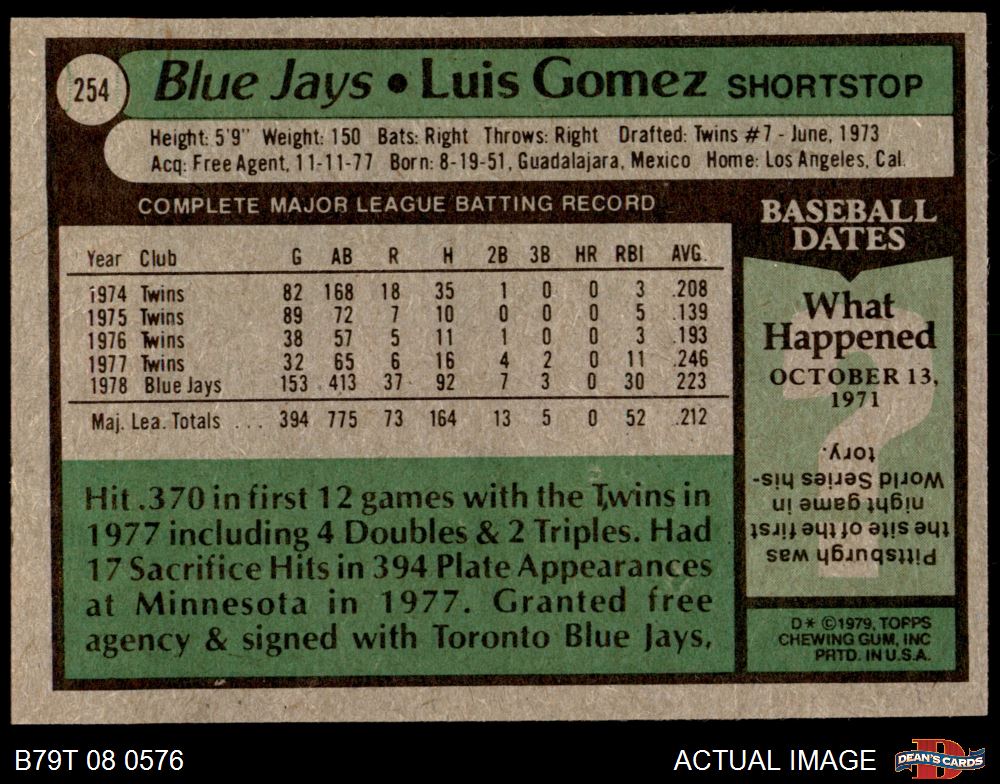 254
Blue Jays • Luis Gomez SHORTSTOP
Height: 5'9" Weight: 150 Bats: Right Throws: Right Drafted: Twins #7 - June, 1973
Acq: Free Agent, 11-11-77 Born: 8-19-51, Guadalajara, Mexico Home: Los Angeles, Cal.
COMPLETE MAJOR LEAGUE BATTING RECORD
Year Club G AB R H 2B 3B HR RBI AVG.
1974 Twins 82 168 18 35 1 0 0 3 .208
1975 Twins 89 72 7 10 0 0 0 5 .139
1976 Twins 38 57 5 11 1 0 0 3 .193
1977 Twins 32 65 6 16 4 2 0 11 .246
1978 Blue Jays 153 413 37 92 7 3 0 30 223
Maj. Lea. Totals ... 394 775 73 164 13 5 0 52 .212
Hit .370 in first 12 games with the Twins in
1977 including 4 Doubles & 2 Triples. Had
17 Sacrifice Hits in 394 Plate Appearances
at Minnesota in 1977. Granted free
agency & signed with Toronto Blue Jays,
BASEBALL
DATES
What
Happened
OCTOBER 13,
1971
Pittsburgh was
the site of the first
night game in
World Series his-
tory.
D* ©1979, TOPPS
CHEWING GUM, INC
PRTD. IN U.S.A.
B79T 08 0576
ACTUAL IMAGE
DEAN'S CARDS